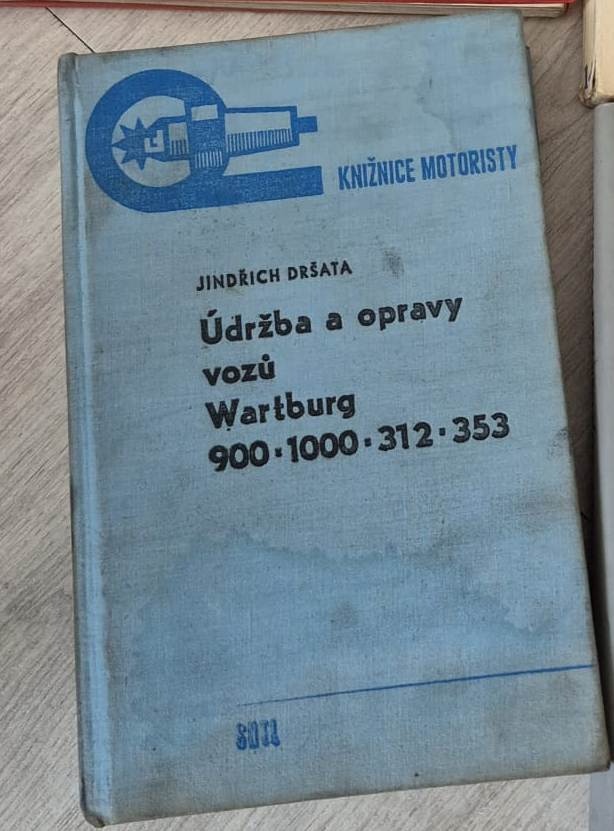 KNIŽNICE MOTORISTY
JINDŘICH DRŠATA
Údržba a opravy
vozů
Wartburg
900·1000·312·353
SNTL